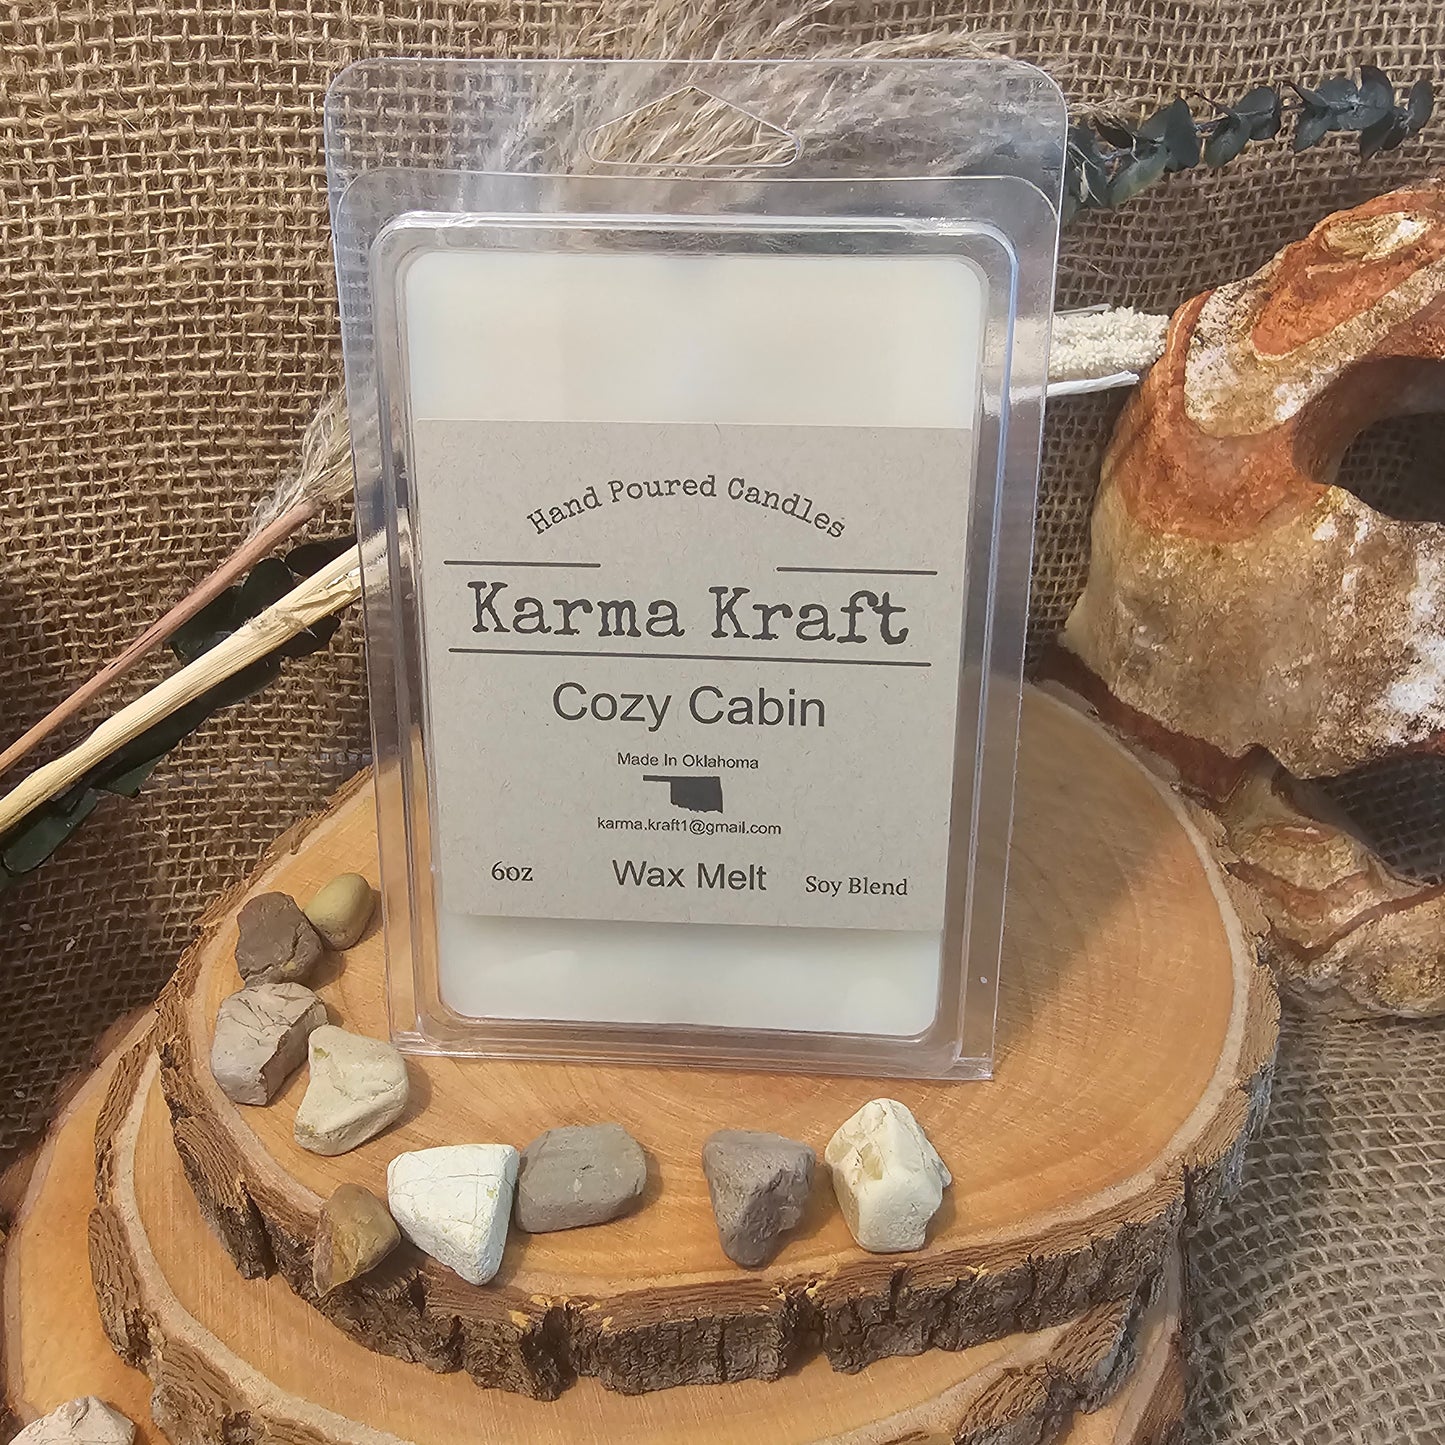 Hand Poured Candles
Karma Kraft
Cozy Cabin
Made In Oklahoma
karma.kraft1@gmail.com
6oz Wax Melt Soy Blend